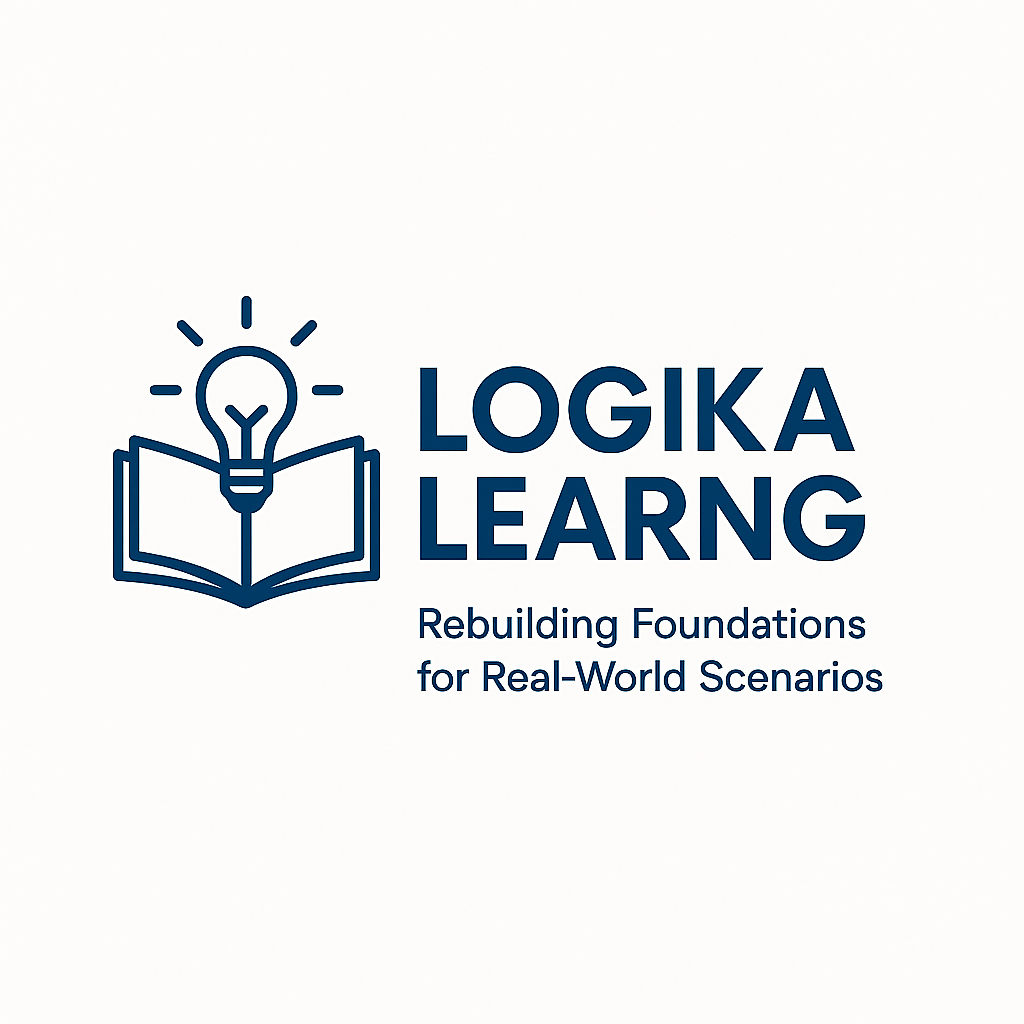 LOGIKA
LEARNG
Rebuilding Foundations
for Real-World Scenarios